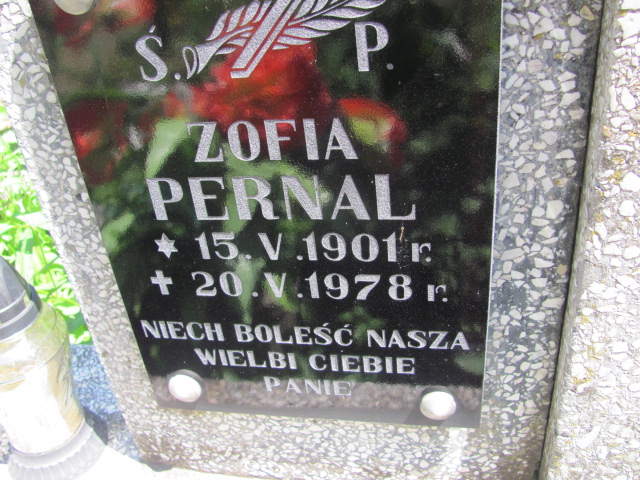 Ś. P.
ZOFIA
PERNAL
* 15. V. 1901 r.
✝ 20. V. 1978 r.
NIECH BOLEŚĆ NASZA
WIELBI CIEBIE
PANIE